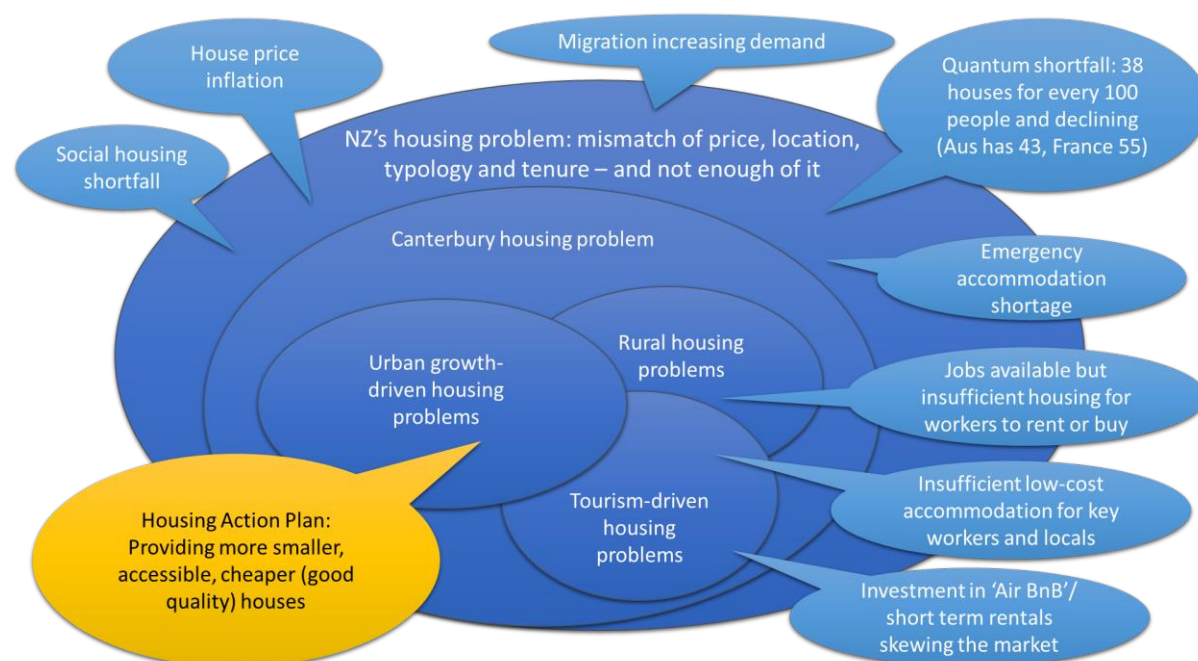 House price
inflation
Migration increasing demand
Quantum shortfall: 38
houses for every 100
people and declining
(Aus has 43, France 55)
Social housing
shortfall
NZ's housing problem: mismatch of price, location,
typology and tenure – and not enough of it
Canterbury housing problem
Emergency
accommodation
shortage
Urban growth-
driven housing
problems
Rural housing
problems
Jobs available but
insufficient housing for
workers to rent or buy
Tourism-driven
housing
problems
Insufficient low-cost
accommodation for key
workers and locals
Housing Action Plan:
Providing more smaller,
accessible, cheaper (good
quality) houses
Investment in 'Air BnB'/
short term rentals
skewing the market